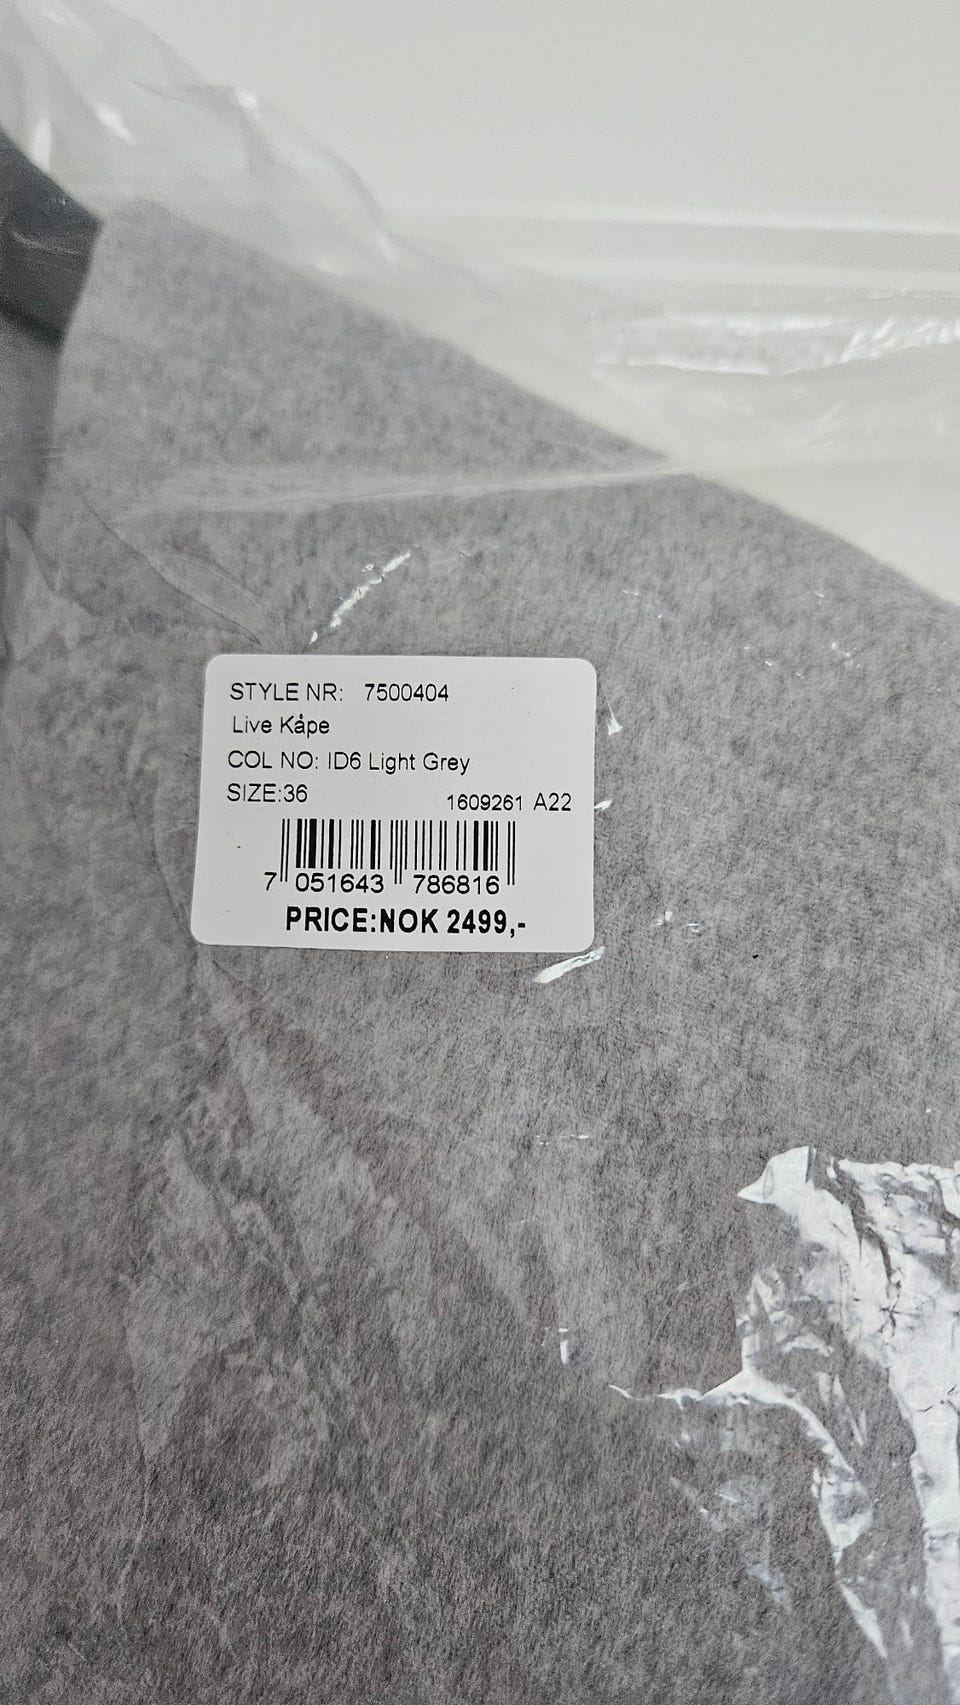 STYLE NR: 7500404
Live Kåpe
COL NO: ID6 Light Grey
SIZE:36
1609261 A22
7 051643 786816
PRICE:NOK 2499,-